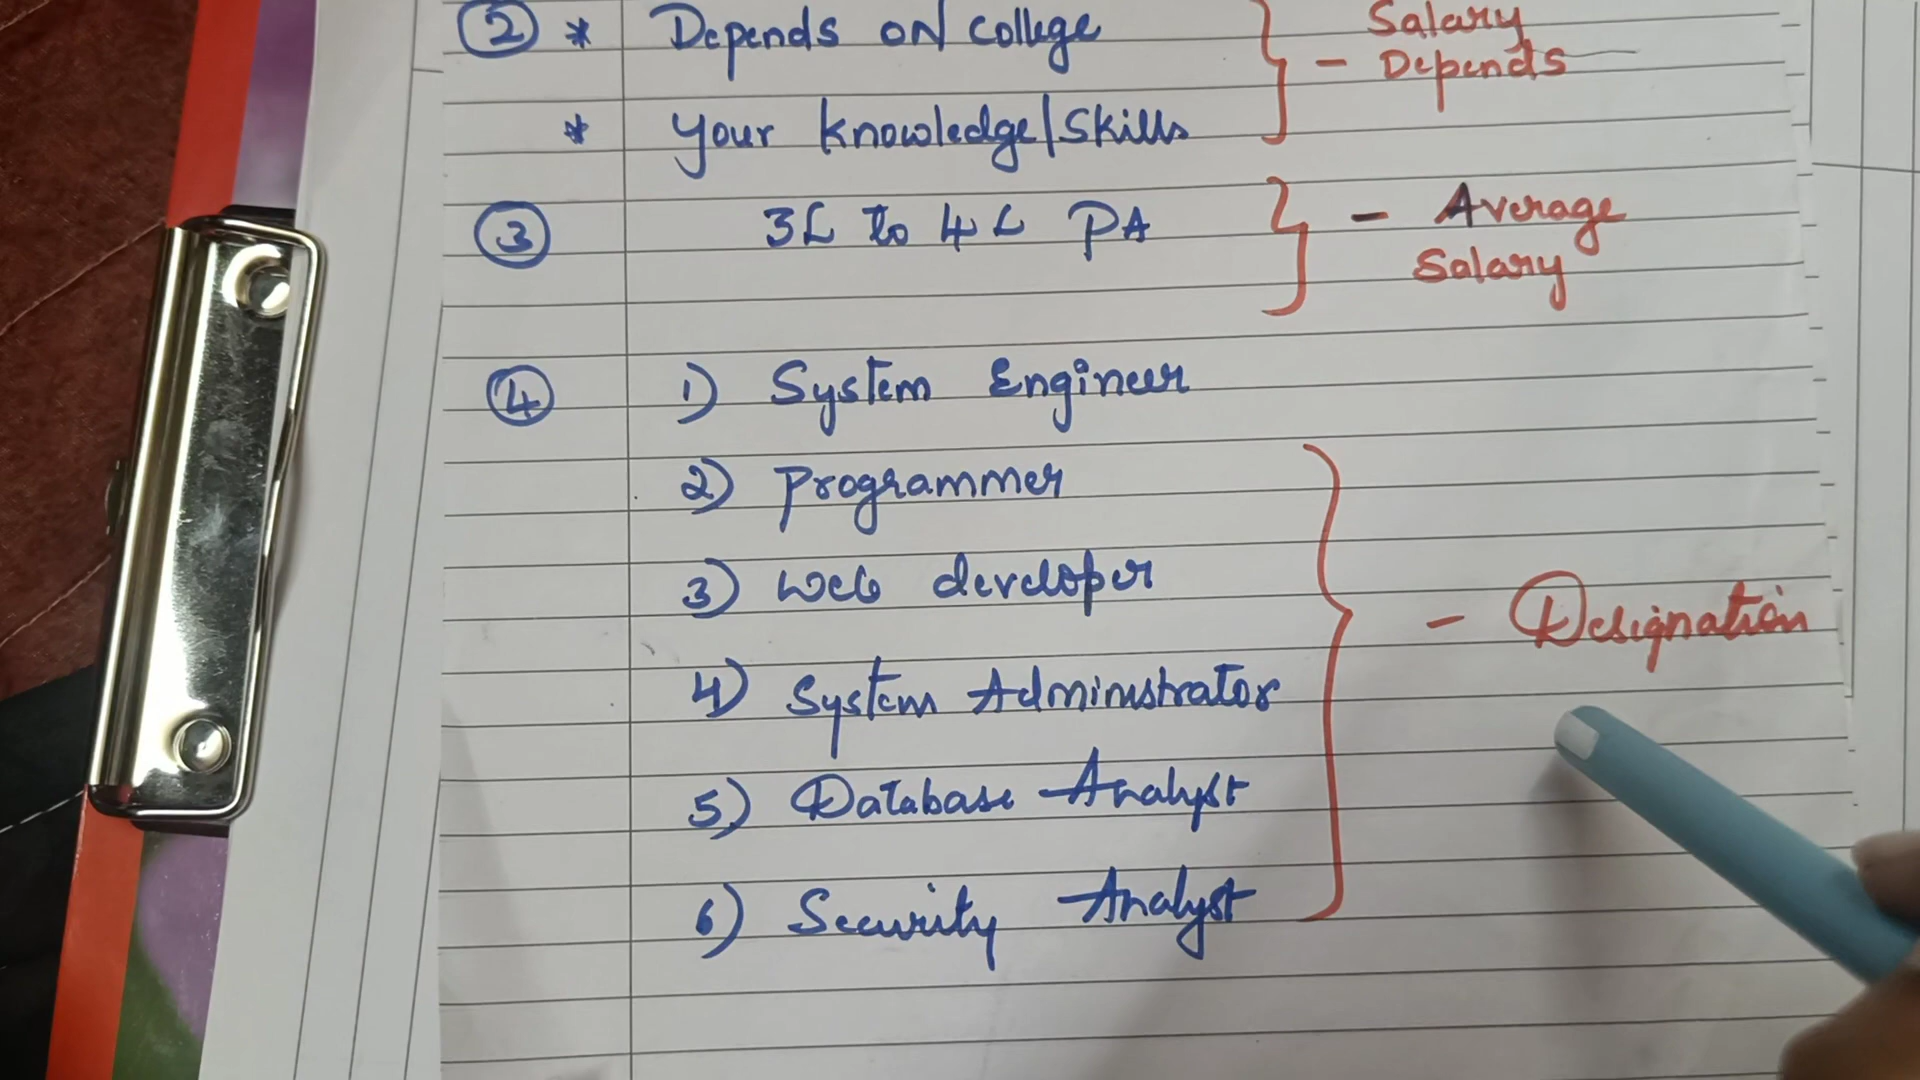 ② * Depends on college } - Salary Depends
* your knowledge/skills
③ 3L to 4L PA } - Average Salary
④ 1) System Engineer
2) Programmer
3) Web developer
4) System Administrator
5) Database Analyst
6) Security Analyst
} - Designation